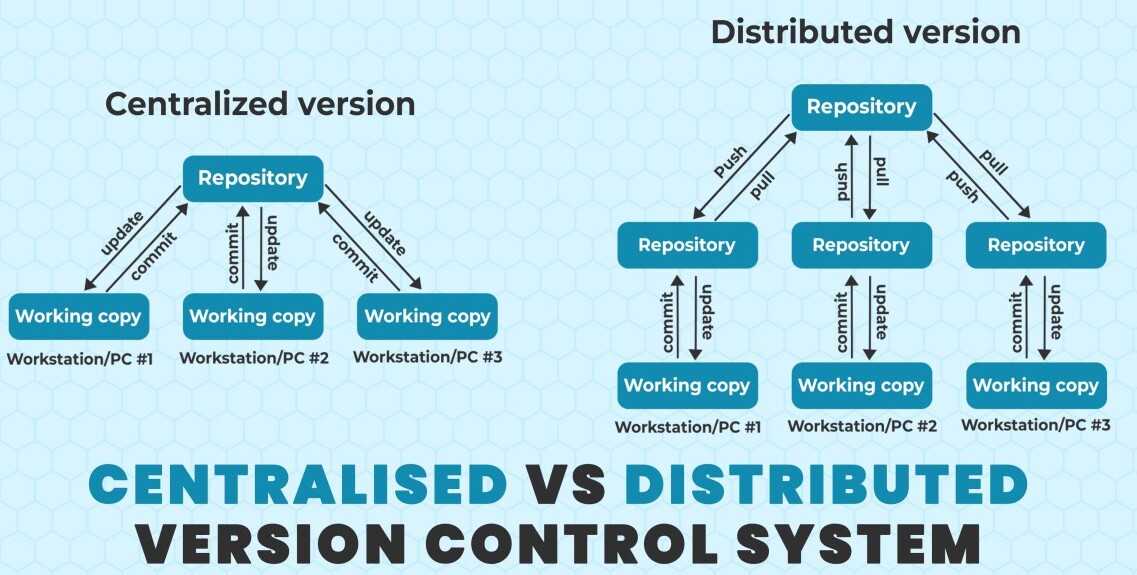 Centralized version
Repository
update
commit
commit
update
update
commit
Working copy
Working copy
Working copy
Workstation/PC #1
Workstation/PC #2
Workstation/PC #3
Distributed version
Repository
Push
pull
push
pull
pull
push
Repository
Repository
Repository
commit
update
commit
update
commit
update
Working copy
Working copy
Working copy
Workstation/PC #1
Workstation/PC #2
Workstation/PC #3
CENTRALISED VS DISTRIBUTED
VERSION CONTROL SYSTEM